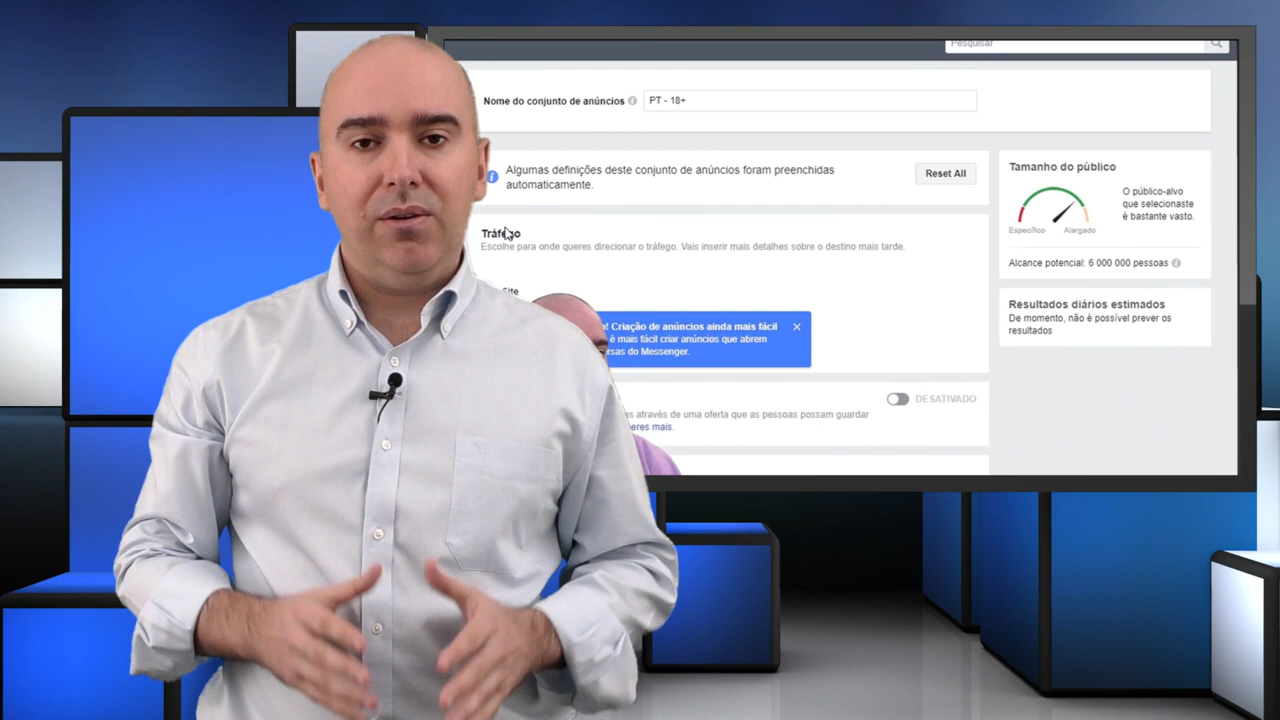 Pesquisar
Nome do conjunto de anúncios
PT - 18+
Algumas definições deste conjunto de anúncios foram preenchidas
automaticamente.
Reset All
Tráfego
Escolhe para onde queres direcionar o tráfego. Vais inserir mais detalhes sobre o destino mais tarde.
Site
! Criação de anúncios ainda mais fácil
é mais fácil criar anúncios que abrem
Messenger.
DESATIVADO
através de uma oferta que as pessoas possam guardar
mais.
Tamanho do público
O público-alvo
que selecionaste
é bastante vasto.
Específico
Alargado
Alcance potencial: 6 000 000 pessoas
Resultados diários estimados
De momento, não é possível prever os
resultados